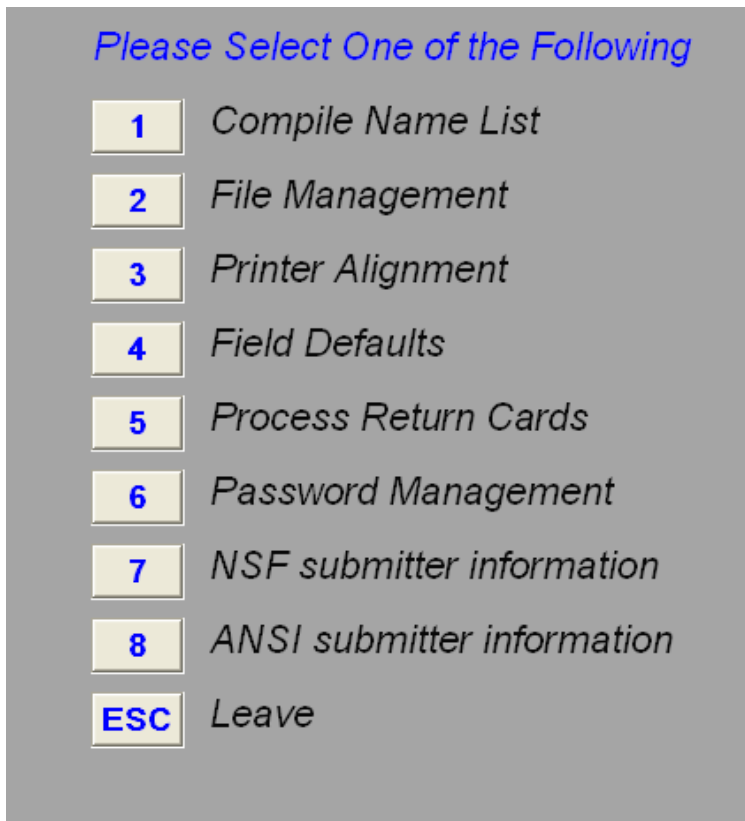 Please Select One of the Following
1 Compile Name List
2 File Management
3 Printer Alignment
4 Field Defaults
5 Process Return Cards
6 Password Management
7 NSF submitter information
8 ANSI submitter information
ESC Leave